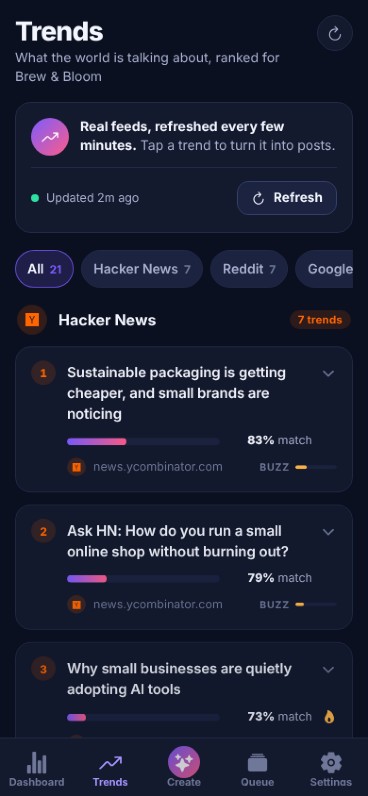 Trends
What the world is talking about, ranked for
Brew & Bloom
Real feeds, refreshed every few
minutes. Tap a trend to turn it into posts.
Updated 2m ago
Refresh
All 21
Hacker News 7
Reddit 7
Google
Y
Hacker News
7 trends
1
Sustainable packaging is getting
cheaper, and small brands are
noticing
83% match
Y news.ycombinator.com
BUZZ
2
Ask HN: How do you run a small
online shop without burning out?
79% match
Y news.ycombinator.com
BUZZ
3
Why small businesses are quietly
adopting AI tools
73% match
Dashboard
Trends
Create
Queue
Settings